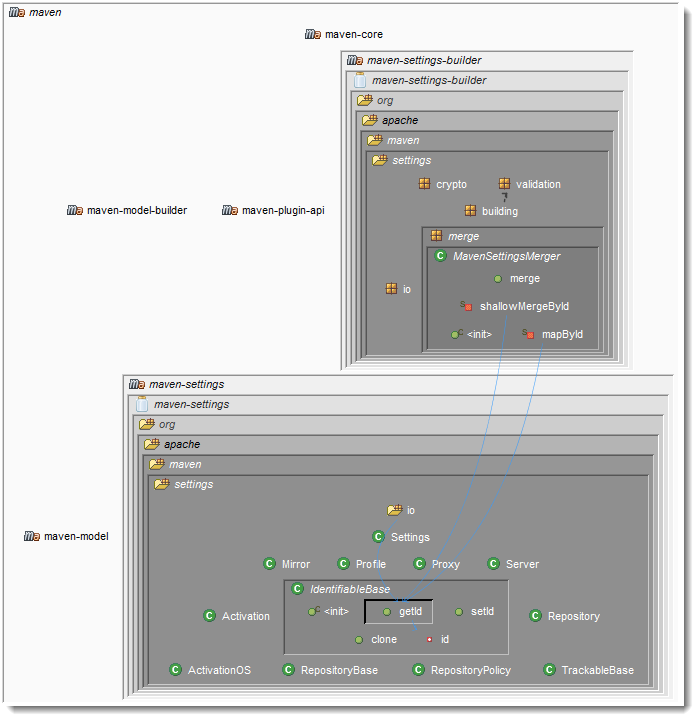 maven
maven-core
maven-settings-builder
maven-settings-builder
org
apache
maven
settings
crypto validation
maven-model-builder maven-plugin-api building
merge
MavenSettingsMerger
merge
io
shallowMergeById
<init> mapById
maven-settings
maven-settings
org
apache
maven
settings
io
maven-model Settings
Mirror Profile Proxy Server
IdentifiableBase
<init> getId setId
Activation Repository
clone id
ActivationOS RepositoryBase RepositoryPolicy TrackableBase